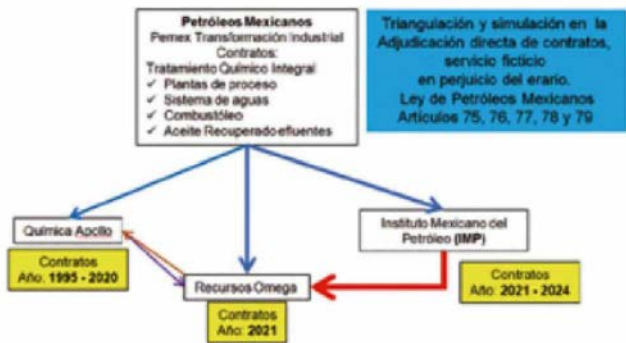 Petróleos Mexicanos
Pemex Transformación Industrial
Contratos:
Tratamiento Químico Integral
✓ Plantas de proceso
✓ Sistema de aguas
✓ Combustóleo
✓ Aceite Recuperado efluentes
Triangulación y simulación en la
Adjudicación directa de contratos,
servicio ficticio
en perjuicio del erario.
Ley de Petróleos Mexicanos
Artículos 75, 76, 77, 78 y 79
Química Apollo
Contratos
Año: 1995 - 2020
Recursos Omega
Contratos
Año: 2021
Instituto Mexicano del
Petróleo (IMP)
Contratos
Año: 2021 - 2024